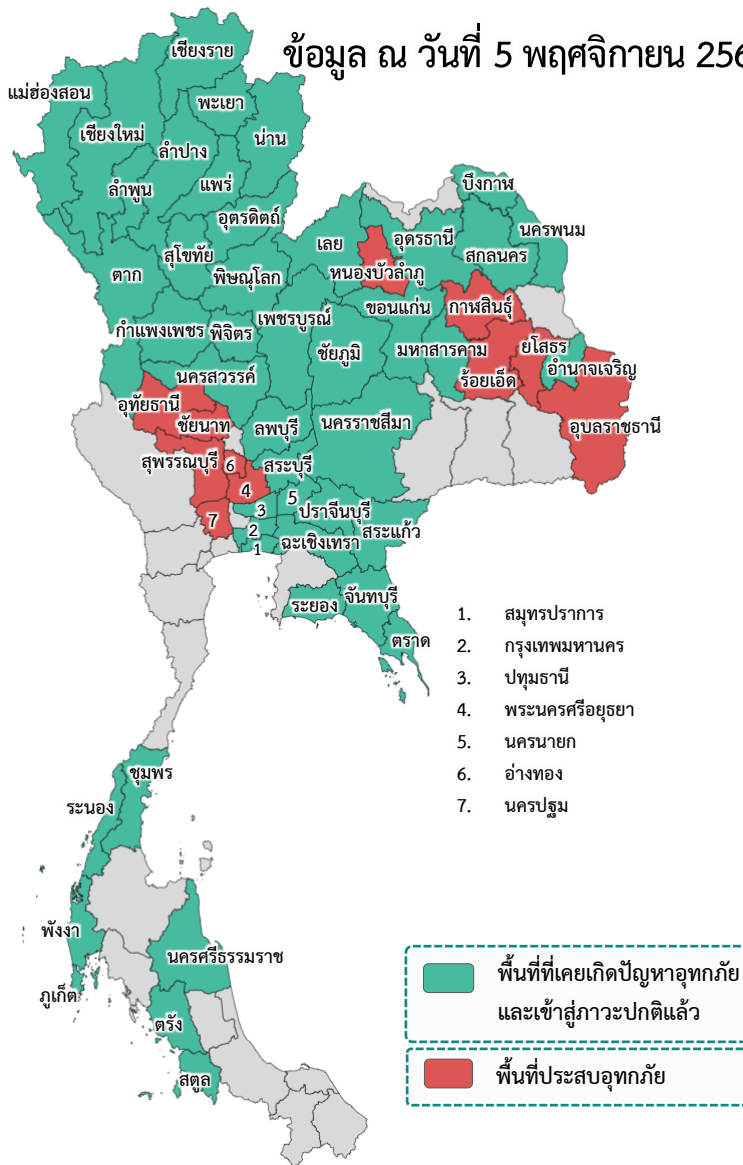 ข้อมูล ณ วันที่ 5 พฤศจิกายน 256
เชียงราย
แม่ฮ่องสอน
พะเยา
เชียงใหม่
น่าน
ลำปาง
ลำพูน
แพร่
บึงกาฬ
อุตรดิตถ์
นครพนม
เลย
อุดรธานี
สุโขทัย
สกลนคร
ตาก
พิษณุโลก
หนองบัวลำภู
ขอนแก่น
กาฬสินธุ์
กำแพงเพชร
พิจิตร
เพชรบูรณ์
ชัยภูมิ
มหาสารคาม
ยโสธร
อำนาจเจริญ
ร้อยเอ็ด
นครสวรรค์
อุทัยธานี
ชัยนาท
ลพบุรี
นครราชสีมา
อุบลราชธานี
สุพรรณบุรี
6
สระบุรี
4
5
7
3
ปราจีนบุรี
2
สระแก้ว
1
ฉะเชิงเทรา
ระยอง
จันทบุรี
ตราด
1. สมุทรปราการ
2. กรุงเทพมหานคร
3. ปทุมธานี
4. พระนครศรีอยุธยา
5. นครนายก
6. อ่างทอง
7. นครปฐม
ชุมพร
ระนอง
พังงา
นครศรีธรรมราช
ภูเก็ต
ตรัง
สตูล
พื้นที่ที่เคยเกิดปัญหาอุทกภัย
และเข้าสู่ภาวะปกติแล้ว
พื้นที่ประสบอุทกภัย